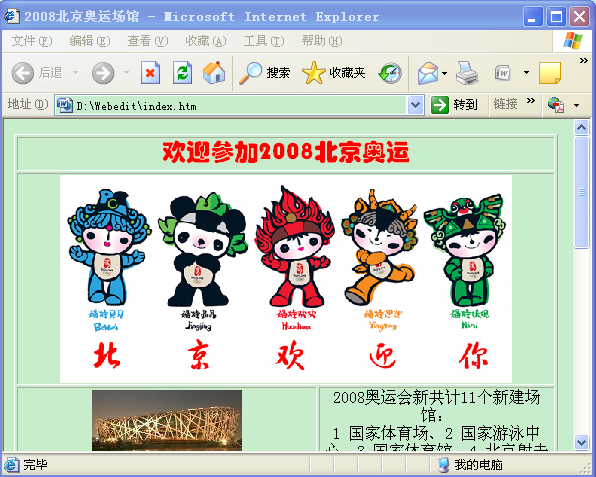 2008北京奥运场馆 - Microsoft Internet Explorer
文件(F) 编辑(E) 查看(V) 收藏(A) 工具(T) 帮助(H)
后退 搜索 收藏夹
地址(D) D:\Webedit\index.htm 转到 链接 »
欢迎参加2008北京奥运
福娃贝贝 福娃晶晶 福娃欢欢 福娃迎迎 福娃妮妮
Beibei Jingjing Huanhuan Yingying Nini
北 京 欢 迎 你
2008奥运会新共计11个新建场
馆:
1 国家体育场、2 国家游泳中
心、3 国家体育馆、4 北京射击
完毕 我的电脑